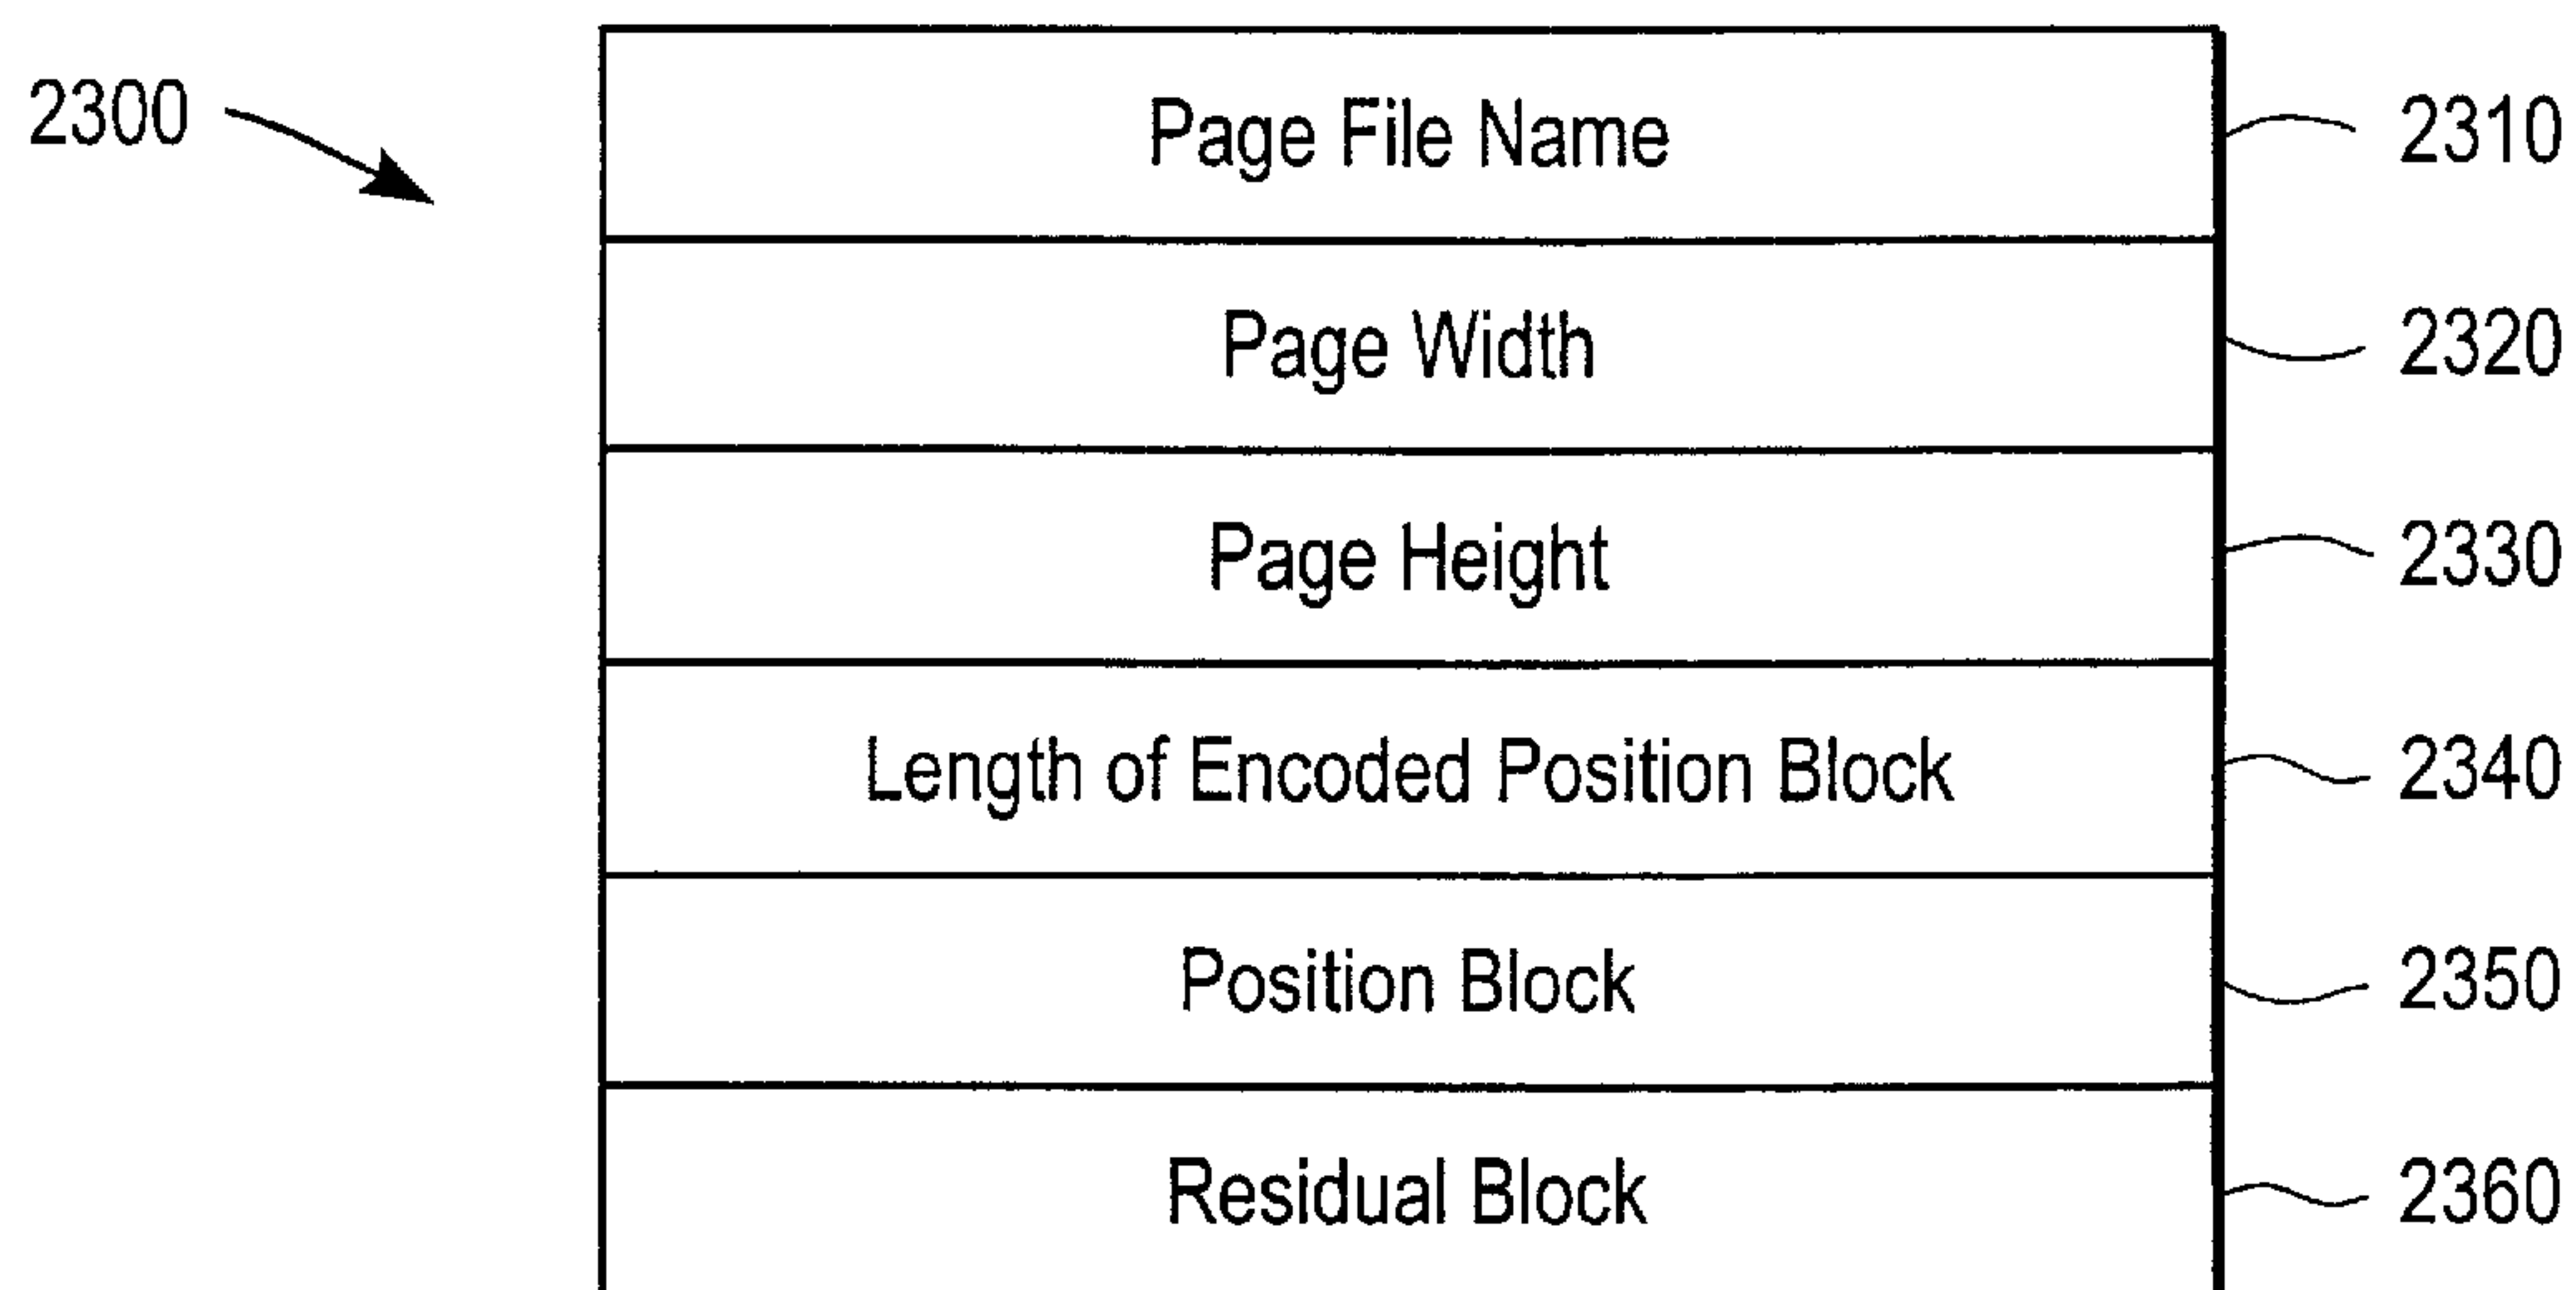 2300
Page File Name 2310
Page Width 2320
Page Height 2330
Length of Encoded Position Block 2340
Position Block 2350
Residual Block 2360